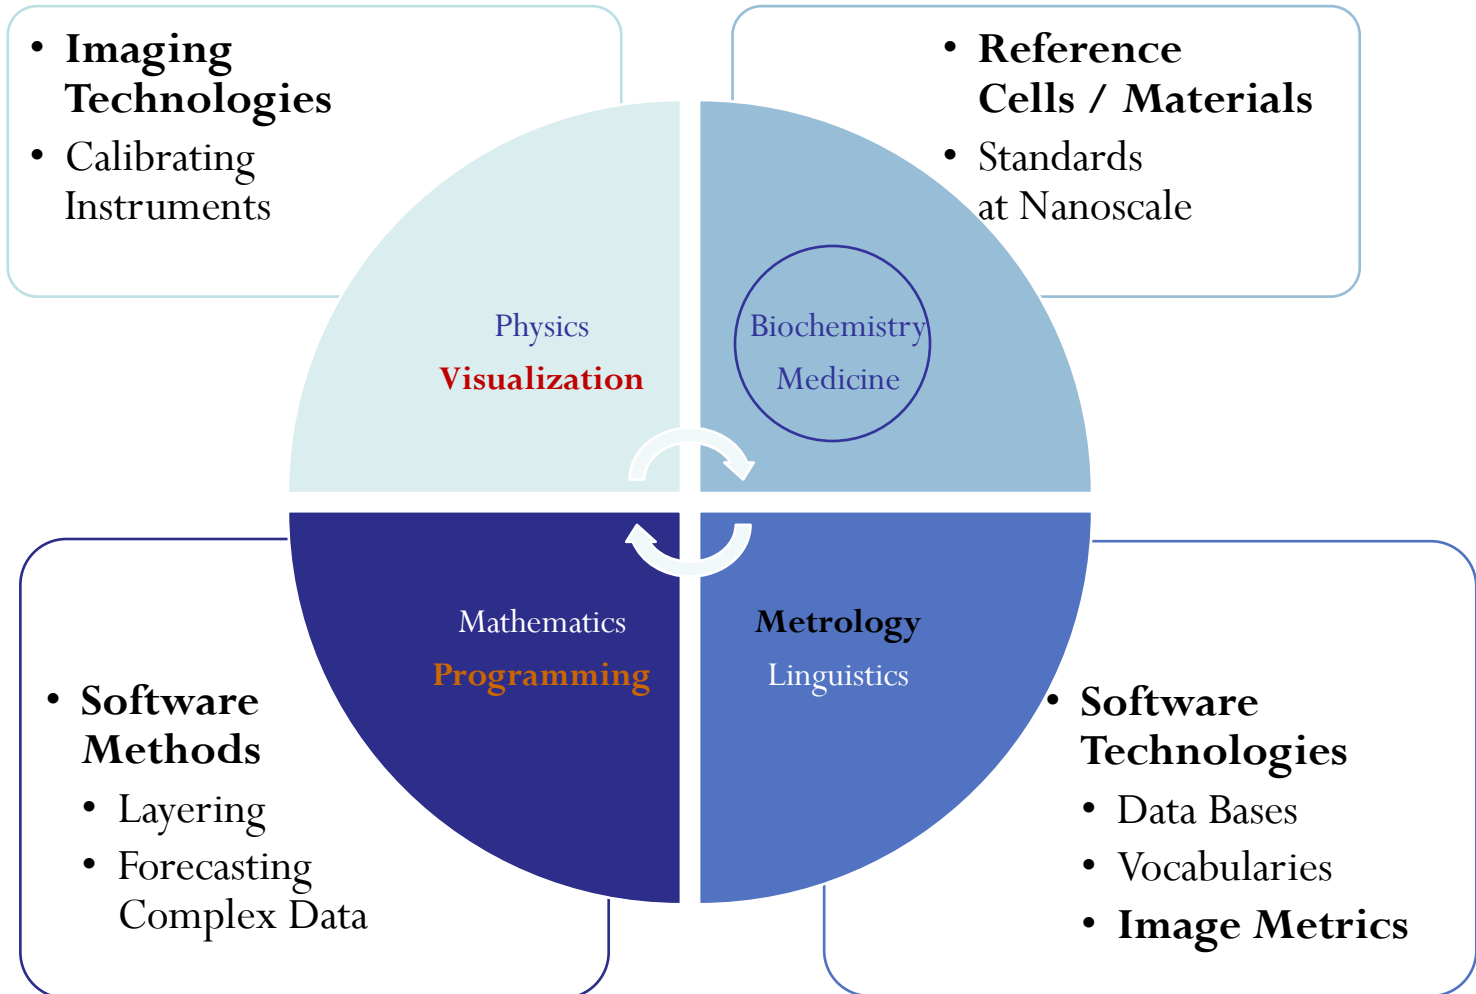 • Imaging
Technologies
• Calibrating
Instruments
• Reference
Cells / Materials
• Standards
at Nanoscale
Physics
Visualization
Biochemistry
Medicine
Mathematics
Programming
Metrology
Linguistics
• Software
Methods
• Layering
• Forecasting
Complex Data
• Software
Technologies
• Data Bases
• Vocabularies
• Image Metrics